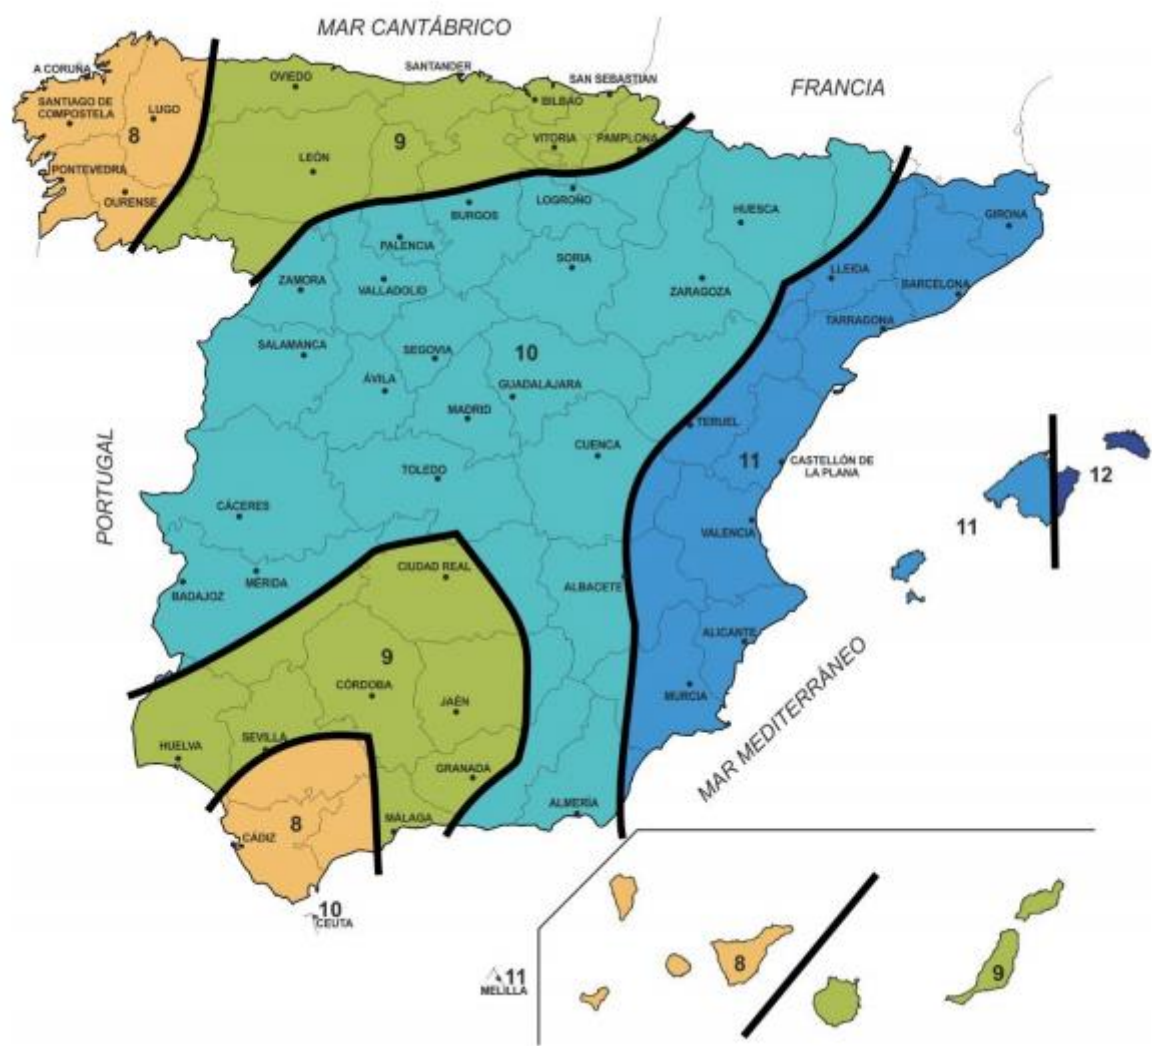 MAR CANTÁBRICO
A CORUÑA
OVIEDO
SANTANDER
SAN SEBASTIÁN
FRANCIA
SANTIAGO DE
COMPOSTELA
LUGO
BILBAO
8
9
VITORIA
PAMPLONA
LEÓN
PONTEVEDRA
OURENSE
LOGROÑO
BURGOS
HUESCA
GIRONA
PALENCIA
SORIA
LLEIDA
ZAMORA
VALLADOLID
ZARAGOZA
BARCELONA
TARRAGONA
SALAMANCA
SEGOVIA
10
ÁVILA
GUADALAJARA
MADRID
TERUEL
CUENCA
PORTUGAL
TOLEDO
11
CASTELLÓN DE
LA PLANA
12
CÁCERES
VALENCIA
11
CIUDAD REAL
MÉRIDA
BADAJOZ
ALBACETE
ALICANTE
9
CÓRDOBA
JAÉN
MURCIA
MAR MEDITERRÁNEO
HUELVA
SEVILLA
GRANADA
ALMERÍA
MÁLAGA
8
CÁDIZ
10
CEUTA
11
MELILLA
8
9